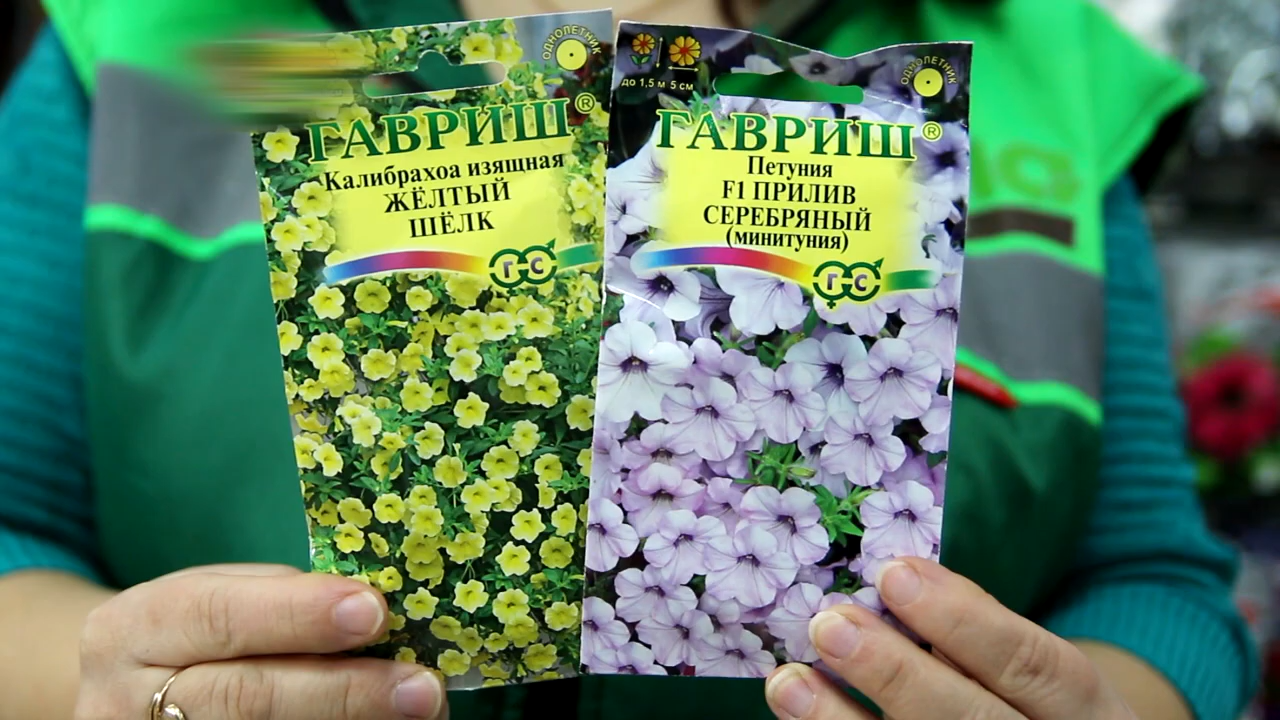 ОДНОЛЕТНИК
ГАВРИШ®
Калибрахоа изящная
ЖЁЛТЫЙ
ШЁЛК
ГС
ОДНОЛЕТНИК
до 1,5 м 5 см
ГАВРИШ®
Петуния
F1 ПРИЛИВ
СЕРЕБРЯНЫЙ
(минитуния)
ГС